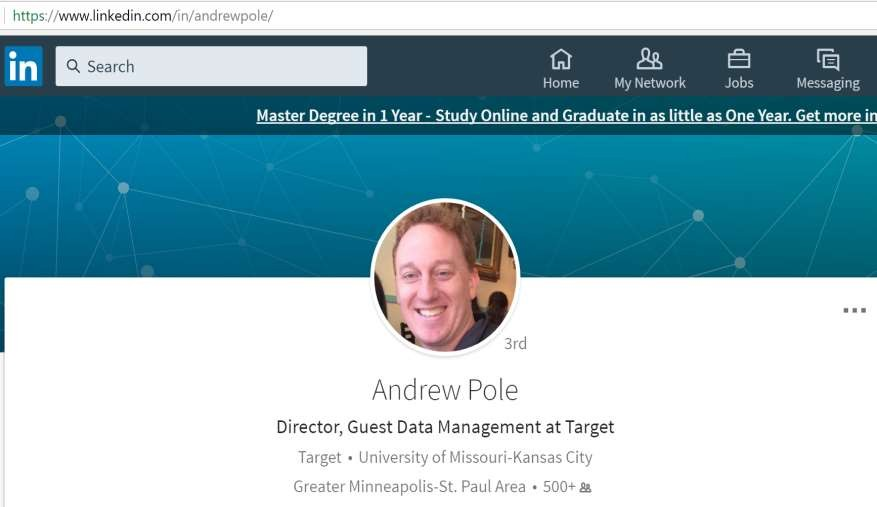 https://www.linkedin.com/in/andrewpole/
in
Search
Home
My Network
Jobs
Messaging
Master Degree in 1 Year - Study Online and Graduate in as little as One Year. Get more in
3rd
Andrew Pole
Director, Guest Data Management at Target
Target • University of Missouri-Kansas City
Greater Minneapolis-St. Paul Area • 500+